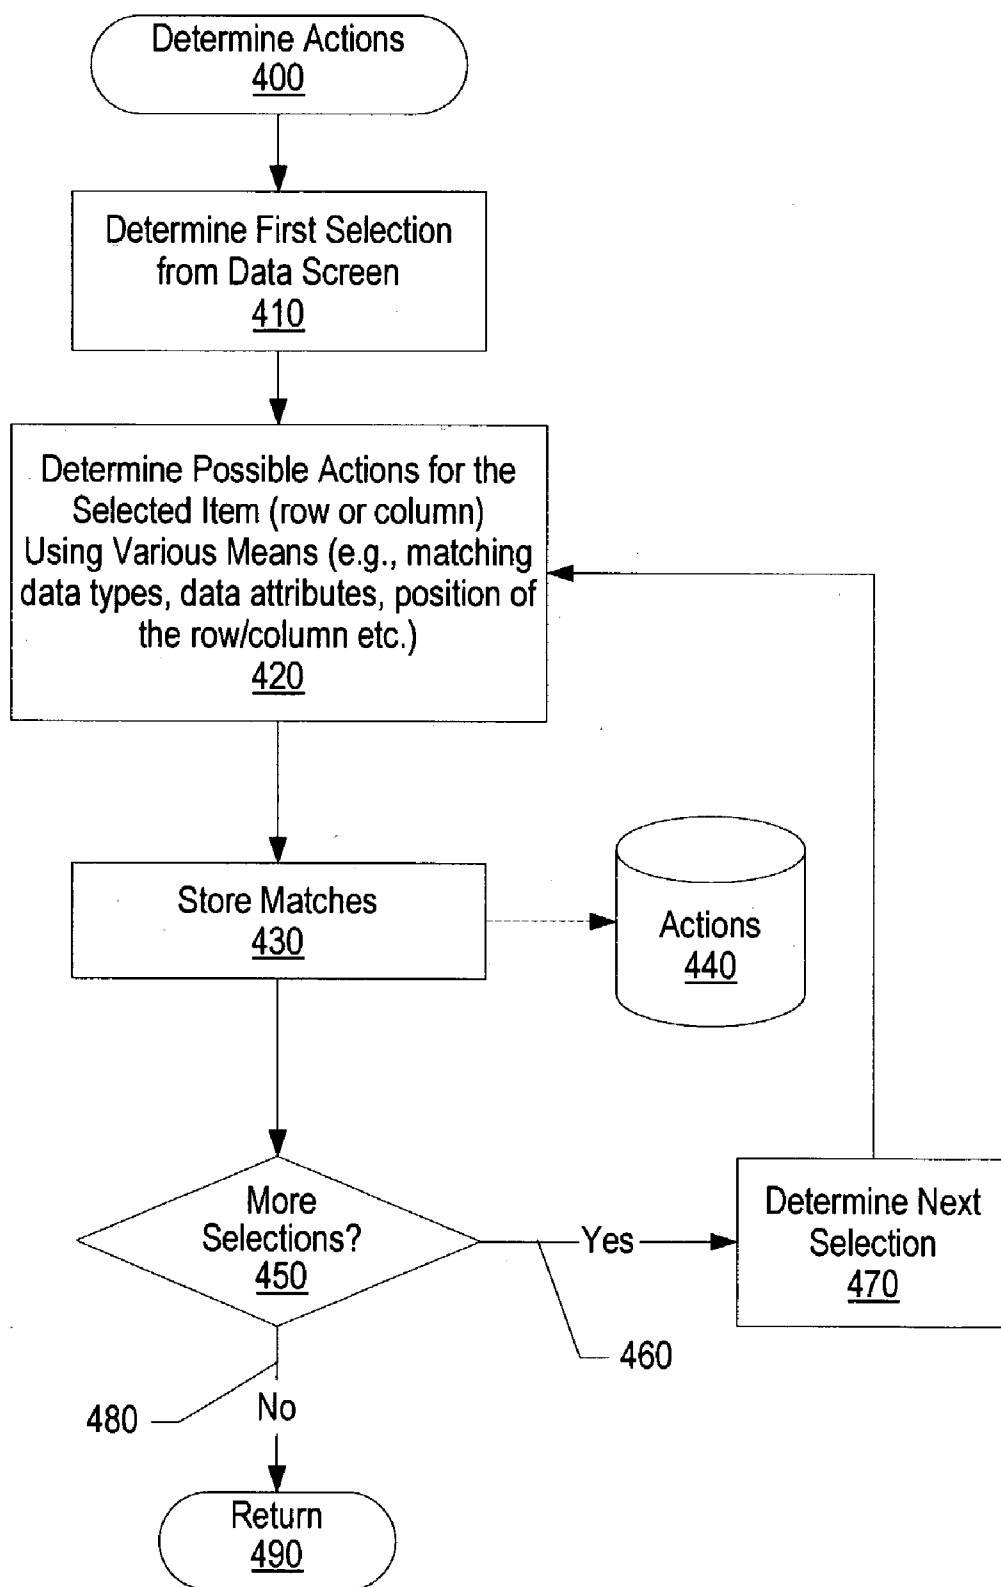 Determine Actions
400
Determine First Selection
from Data Screen
410
Determine Possible Actions for the
Selected Item (row or column)
Using Various Means (e.g., matching
data types, data attributes, position of
the row/column etc.)
420
Store Matches
430
Actions
440
More
Selections?
450
Yes
460
Determine Next
Selection
470
480
No
Return
490